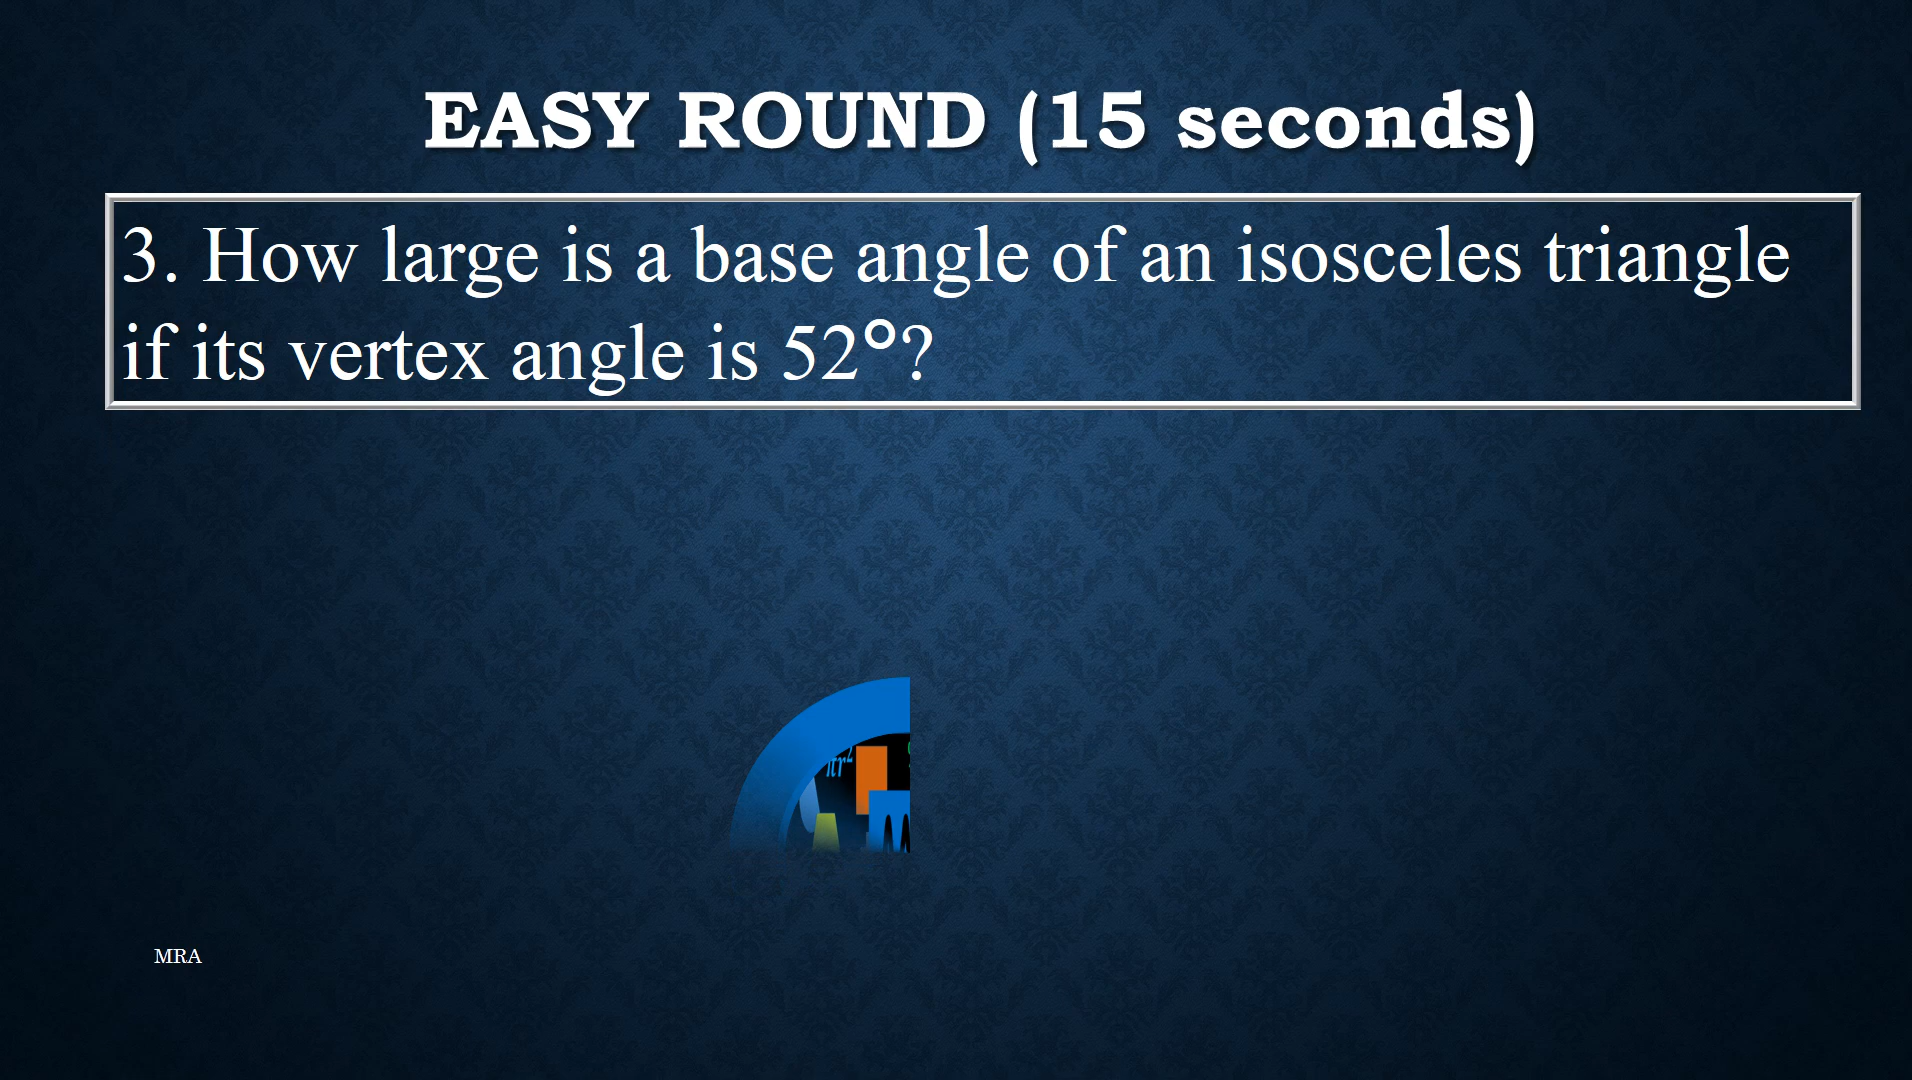 EASY ROUND (15 seconds)
3. How large is a base angle of an isosceles triangle
if its vertex angle is 52°?
πr²
MRA